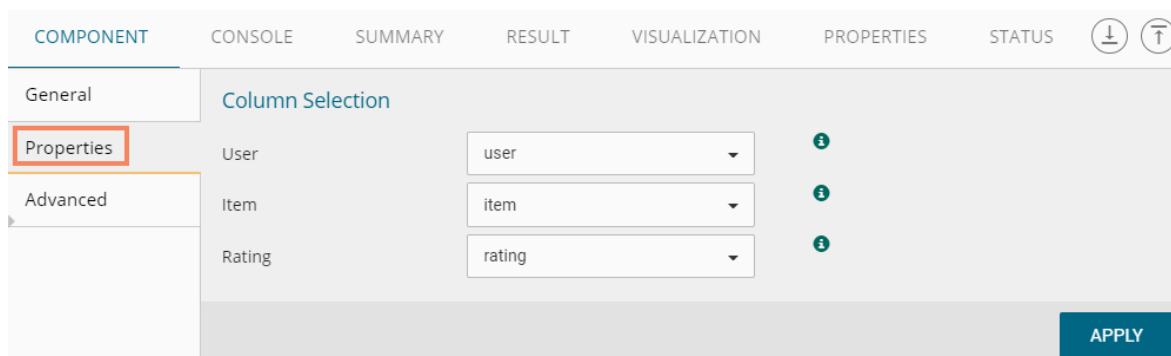 COMPONENT CONSOLE SUMMARY RESULT VISUALIZATION PROPERTIES STATUS
General
Properties
Advanced
Column Selection
User user
Item item
Rating rating
APPLY